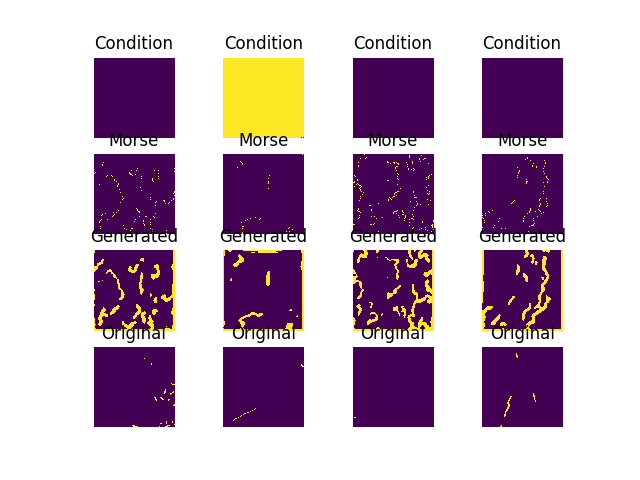 Condition Condition Condition Condition
Morse Morse Morse Morse
Generated Generated Generated Generated
Original Original Original Original